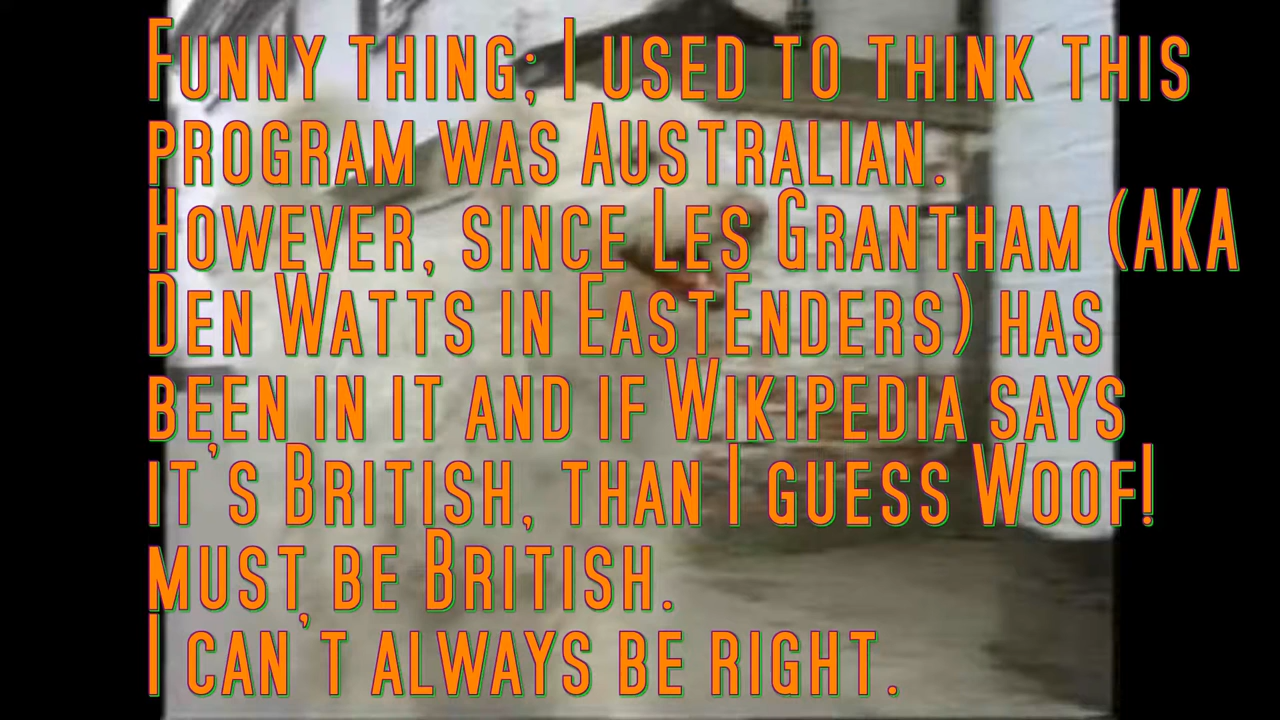 Funny thing; I used to think this
program was Australian.
However, since Les Grantham (AKA
Den Watts in EastEnders) has
been in it and if Wikipedia says
it's British, than I guess Woof!
must be British.
I can't always be right.